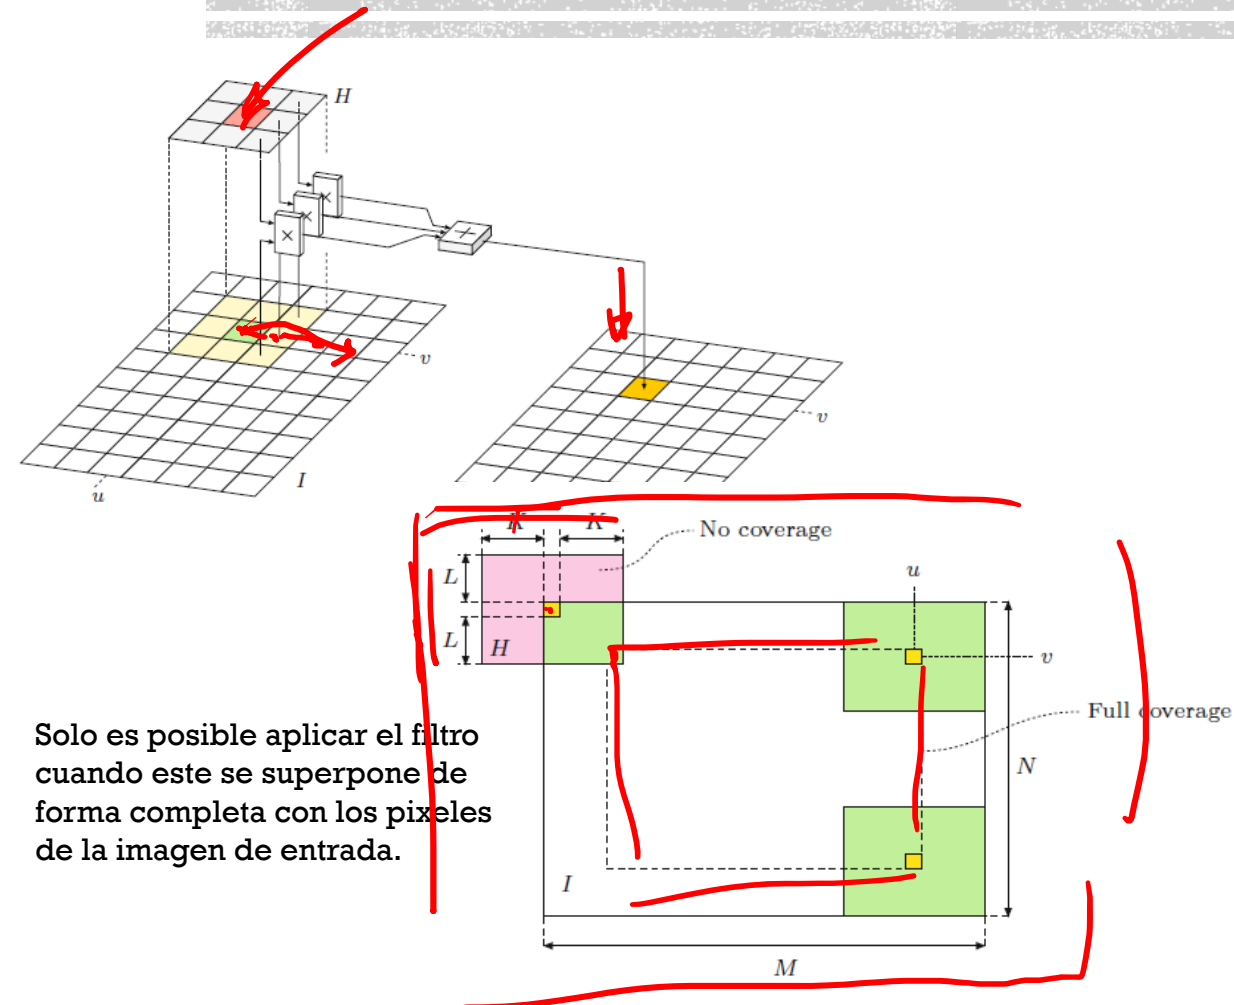 H
×
×
×
+
v
I
u
v
K
K
No coverage
L
u
L
H
v
Full coverage
N
Solo es posible aplicar el filtro
cuando este se superpone de
forma completa con los pixeles
de la imagen de entrada.
I
M